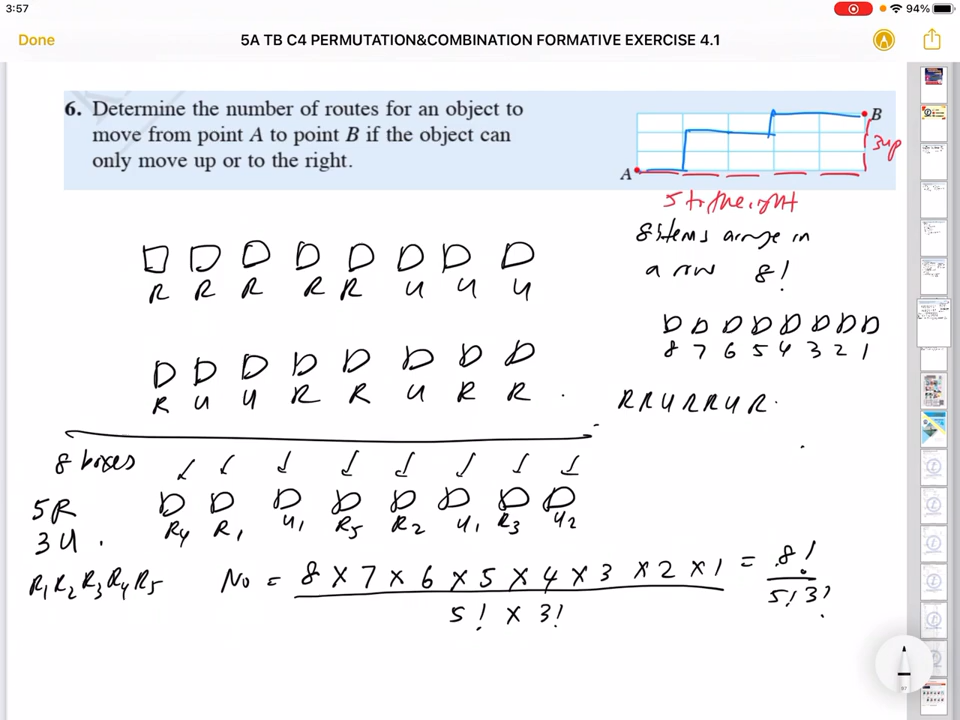 3:57
94%
Done
5A TB C4 PERMUTATION&COMBINATION FORMATIVE EXERCISE 4.1
6. Determine the number of routes for an object to
move from point A to point B if the object can
only move up or to the right.
B
3up
A
5 to the right
8 items arrange in
a row 8!
R R R R R U U U
8 7 6 5 4 3 2 1
R U U R R U R R .
R R U R R U R .
8 boxes
5R
3U .
R4 R1 U1 R5 R2 U1 R3 U2
R1 R2 R3 R4 R5
No = 8 × 7 × 6 × 5 × 4 × 3 × 2 × 1 = 8!
5! × 3! 5! 3!